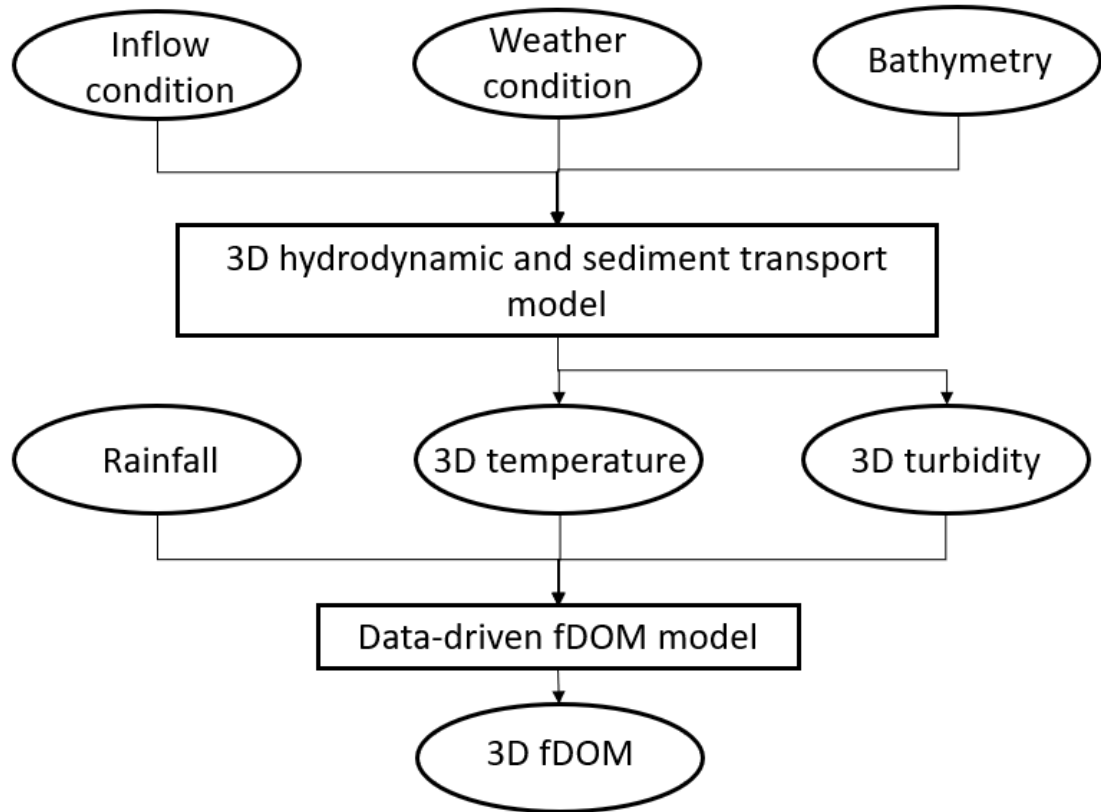 Inflow
condition
Weather
condition
Bathymetry
3D hydrodynamic and sediment transport
model
Rainfall
3D temperature
3D turbidity
Data-driven fDOM model
3D fDOM